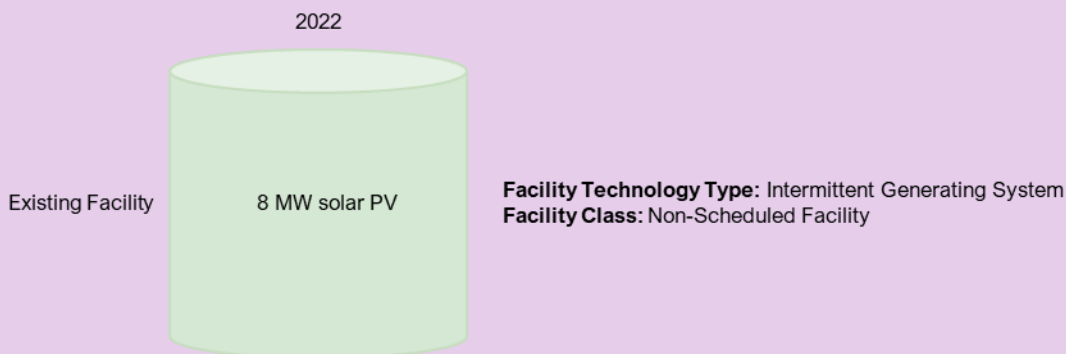 2022
Existing Facility
8 MW solar PV
Facility Technology Type: Intermittent Generating System
Facility Class: Non-Scheduled Facility